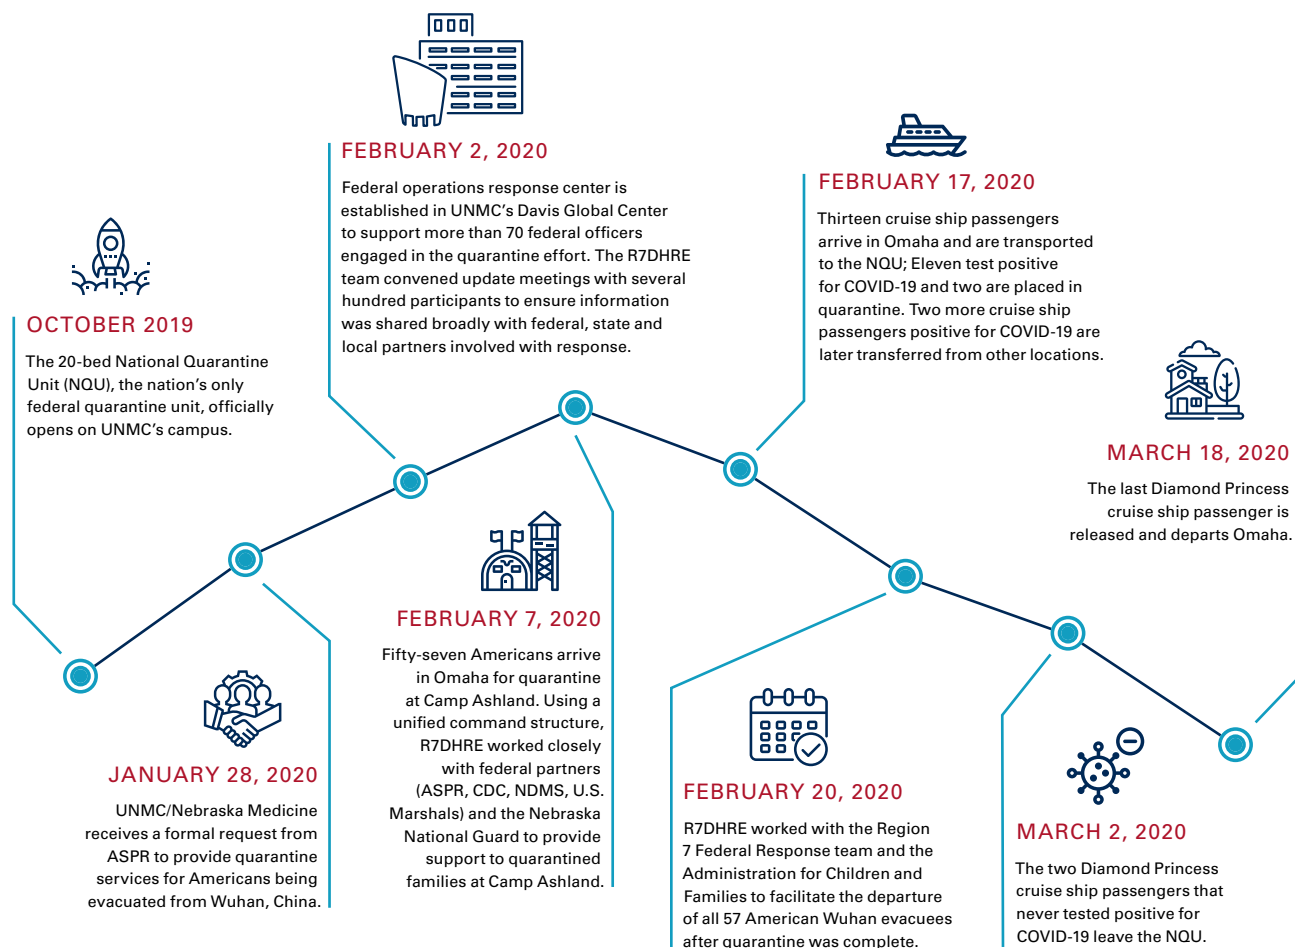 OCTOBER 2019
The 20-bed National Quarantine
Unit (NQU), the nation’s only
federal quarantine unit, officially
opens on UNMC’s campus.
JANUARY 28, 2020
UNMC/Nebraska Medicine
receives a formal request from
ASPR to provide quarantine
services for Americans being
evacuated from Wuhan, China.
FEBRUARY 2, 2020
Federal operations response center is
established in UNMC’s Davis Global Center
to support more than 70 federal officers
engaged in the quarantine effort. The R7DHRE
team convened update meetings with several
hundred participants to ensure information
was shared broadly with federal, state and
local partners involved with response.
FEBRUARY 7, 2020
Fifty-seven Americans arrive
in Omaha for quarantine
at Camp Ashland. Using a
unified command structure,
R7DHRE worked closely
with federal partners
(ASPR, CDC, NDMS, U.S.
Marshals) and the Nebraska
National Guard to provide
support to quarantined
families at Camp Ashland.
FEBRUARY 17, 2020
Thirteen cruise ship passengers
arrive in Omaha and are transported
to the NQU; Eleven test positive
for COVID-19 and two are placed in
quarantine. Two more cruise ship
passengers positive for COVID-19 are
later transferred from other locations.
FEBRUARY 20, 2020
R7DHRE worked with the Region
7 Federal Response team and the
Administration for Children and
Families to facilitate the departure
of all 57 American Wuhan evacuees
after quarantine was complete.
MARCH 2, 2020
The two Diamond Princess
cruise ship passengers that
never tested positive for
COVID-19 leave the NQU.
MARCH 18, 2020
The last Diamond Princess
cruise ship passenger is
released and departs Omaha.